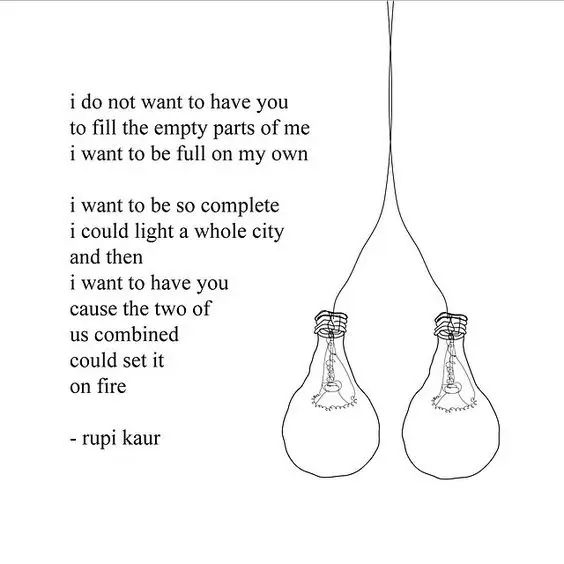 i do not want to have you
to fill the empty parts of me
i want to be full on my own
i want to be so complete
i could light a whole city
and then
i want to have you
cause the two of
us combined
could set it
on fire
- rupi kaur